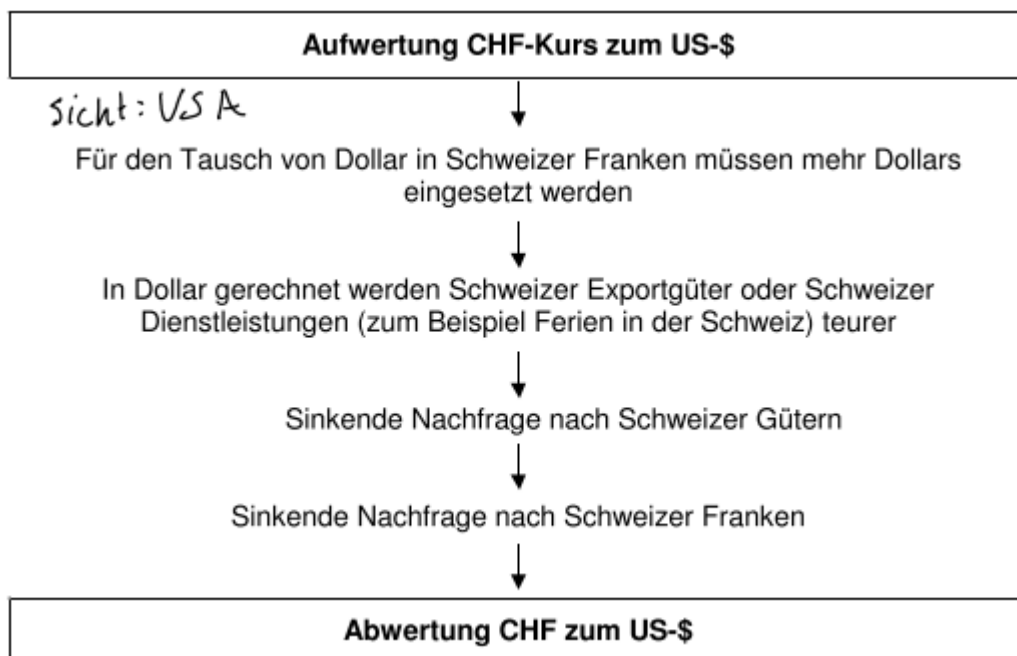 Aufwertung CHF-Kurs zum US-$
Sicht: USA
Für den Tausch von Dollar in Schweizer Franken müssen mehr Dollars
eingesetzt werden
In Dollar gerechnet werden Schweizer Exportgüter oder Schweizer
Dienstleistungen (zum Beispiel Ferien in der Schweiz) teurer
Sinkende Nachfrage nach Schweizer Gütern
Sinkende Nachfrage nach Schweizer Franken
Abwertung CHF zum US-$